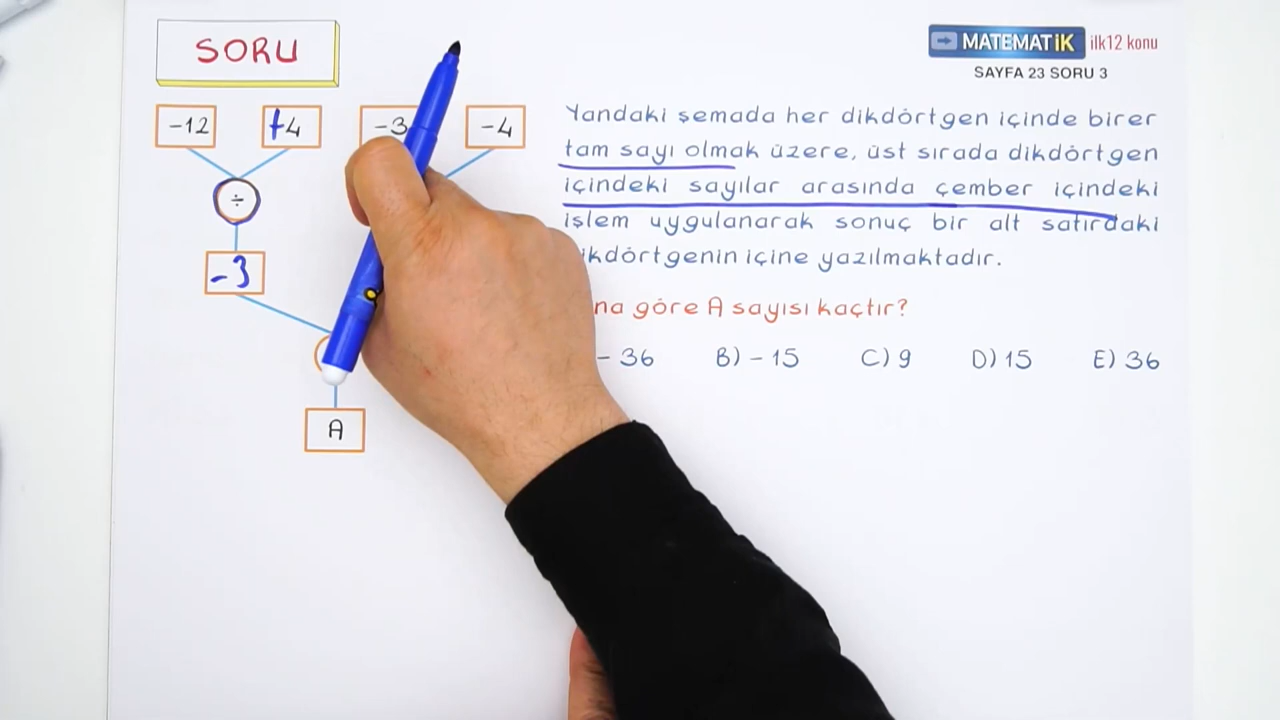 SORU
MATEMATİK ilk12 konu
SAYFA 23 SORU 3
-12 +4 -3 -4
÷
-3
A
Yandaki şemada her dikdörtgen içinde birer
tam sayı olmak üzere, üst sırada dikdörtgen
içindeki sayılar arasında çember içindeki
işlem uygulanarak sonuç bir alt satırdaki
ikdörtgenin içine yazılmaktadır.
na göre A sayısı kaçtır?
- 36 B) - 15 C) 9 D) 15 E) 36